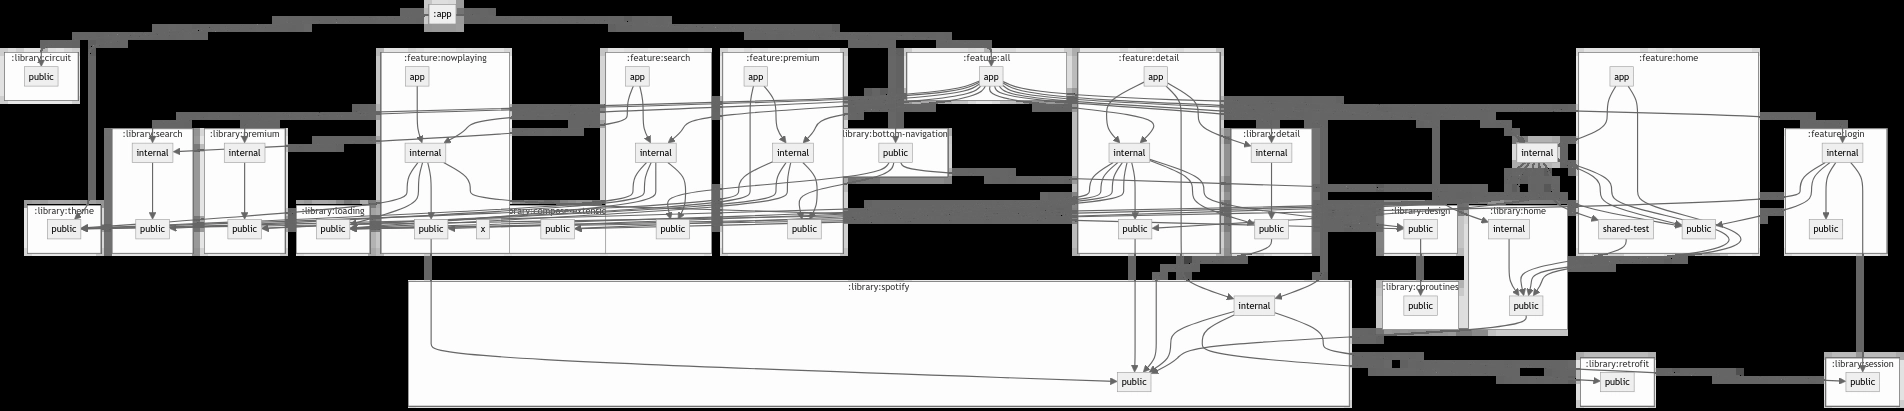 :app
:library:circuit
:feature:nowplaying
:feature:search
:feature:premium
:feature:all
:feature:detail
:feature:home
public
app
app
app
app
app
app
:library:search
:library:premium
library:bottom-navigation
:library:detail
:feature:login
internal
internal
internal
internal
internal
public
internal
internal
internal
internal
:library:theme
:library:loading
:library:design
:library:home
public
public
public
public
public
x
public
public
public
public
public
public
internal
shared-test
public
public
:library:spotify
:library:coroutines
internal
public
public
:library:retrofit
:library:session
public
public
public